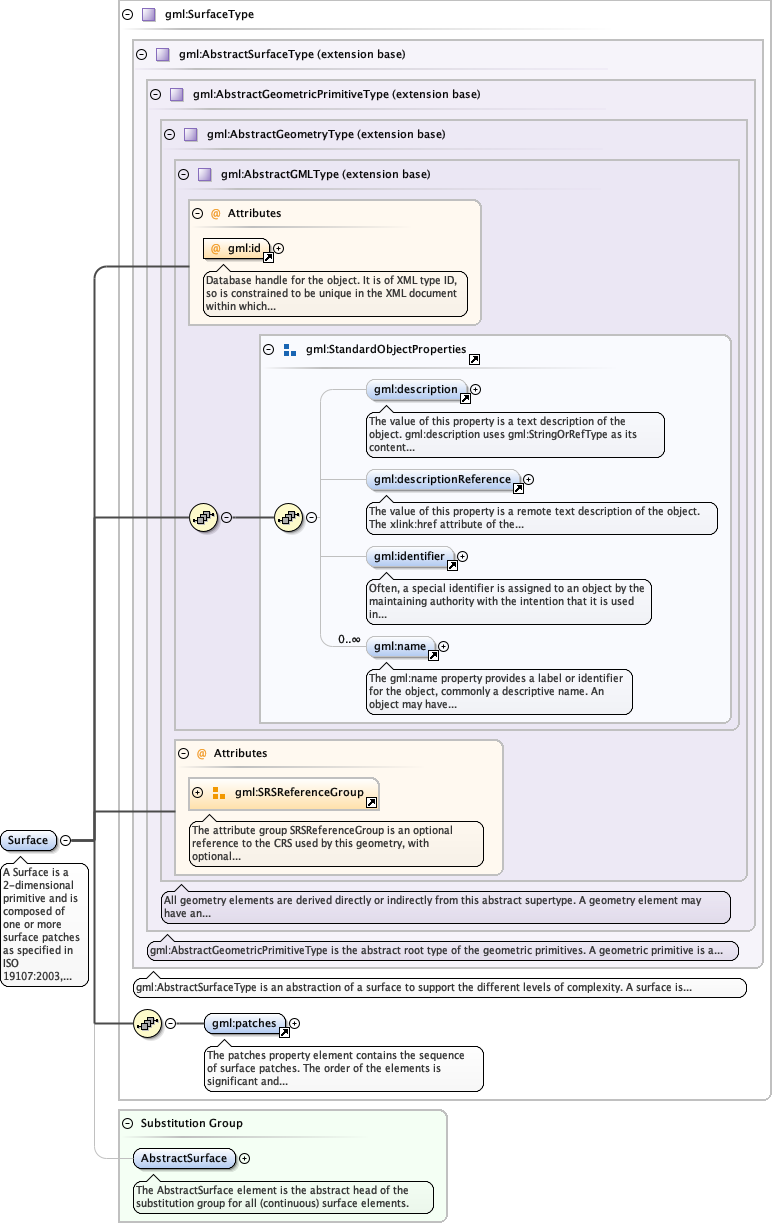 gml:SurfaceType
gml:AbstractSurfaceType (extension base)
gml:AbstractGeometricPrimitiveType (extension base)
gml:AbstractGeometryType (extension base)
gml:AbstractGMLType (extension base)
@ Attributes
@ gml:id
Database handle for the object. It is of XML type ID,
so is constrained to be unique in the XML document
within which...
gml:StandardObjectProperties
gml:description
The value of this property is a text description of the
object. gml:description uses gml:StringOrRefType as its
content...
gml:descriptionReference
The value of this property is a remote text description of the object.
The xlink:href attribute of the...
gml:identifier
Often, a special identifier is assigned to an object by the
maintaining authority with the intention that it is used
in...
0..∞
gml:name
The gml:name property provides a label or identifier
for the object, commonly a descriptive name. An
object may have...
@ Attributes
gml:SRSReferenceGroup
The attribute group SRSReferenceGroup is an optional
reference to the CRS used by this geometry, with
optional...
Surface
A Surface is a
2-dimensional
primitive and is
composed of
one or more
surface patches
as specified in
ISO
19107:2003,...
All geometry elements are derived directly or indirectly from this abstract supertype. A geometry element may
have an...
gml:AbstractGeometricPrimitiveType is the abstract root type of the geometric primitives. A geometric primitive is a...
gml:AbstractSurfaceType is an abstraction of a surface to support the different levels of complexity. A surface is...
gml:patches
The patches property element contains the sequence
of surface patches. The order of the elements is
significant and...
Substitution Group
AbstractSurface
The AbstractSurface element is the abstract head of the
substitution group for all (continuous) surface elements.